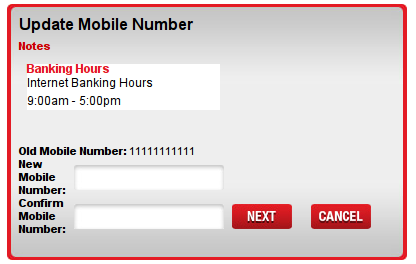 Update Mobile Number
Notes
Banking Hours
Internet Banking Hours
9:00am - 5:00pm
Old Mobile Number: 11111111111
New
Mobile
Number:
Confirm
Mobile
Number:
NEXT CANCEL